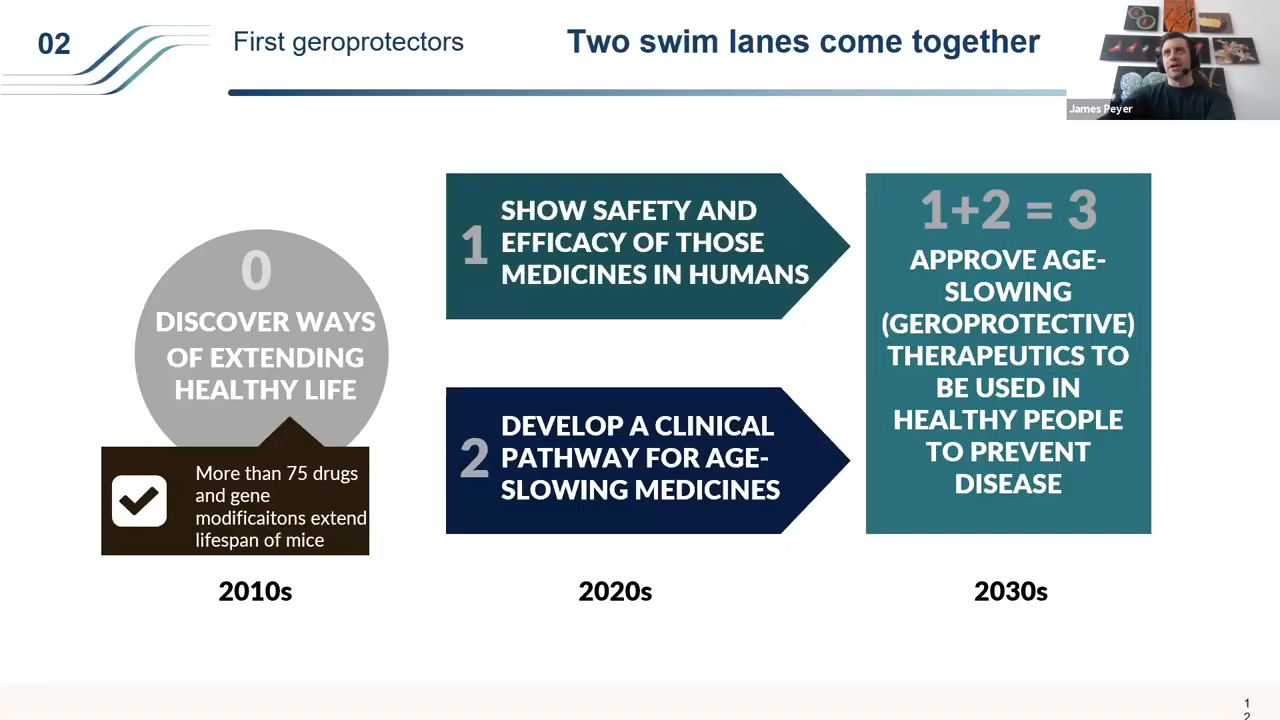 02
First geroprotectors
Two swim lanes come together
James Peyer
0
DISCOVER WAYS
OF EXTENDING
HEALTHY LIFE
More than 75 drugs
and gene
modificaitons extend
lifespan of mice
2010s
1
SHOW SAFETY AND
EFFICACY OF THOSE
MEDICINES IN HUMANS
2
DEVELOP A CLINICAL
PATHWAY FOR AGE-
SLOWING MEDICINES
2020s
1+2 = 3
APPROVE AGE-
SLOWING
(GEROPROTECTIVE)
THERAPEUTICS TO
BE USED IN
HEALTHY PEOPLE
TO PREVENT
DISEASE
2030s
1
2